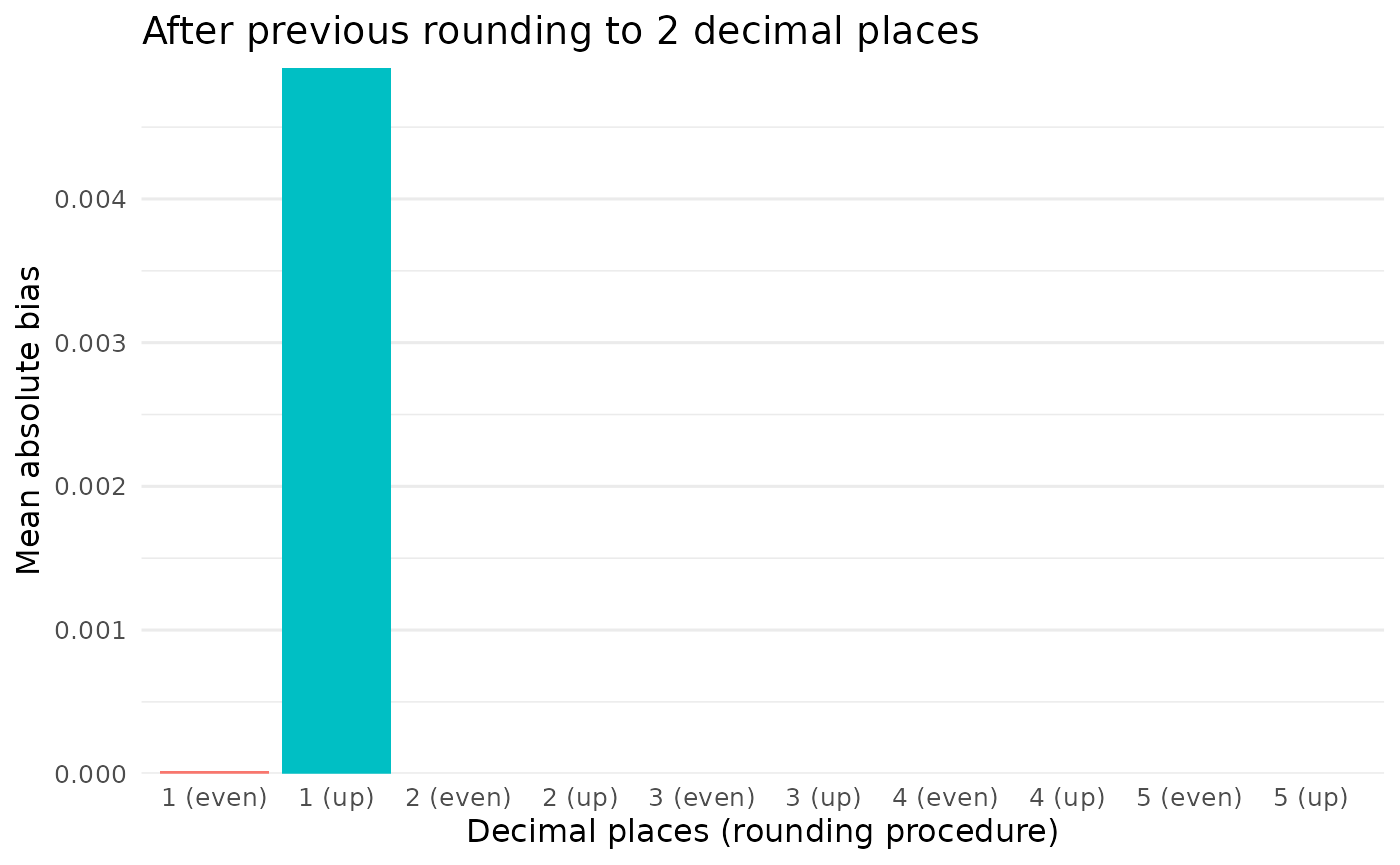 After previous rounding to 2 decimal places
Mean absolute bias
0.004
0.003
0.002
0.001
0.000
1 (even) 1 (up) 2 (even) 2 (up) 3 (even) 3 (up) 4 (even) 4 (up) 5 (even) 5 (up)
Decimal places (rounding procedure)